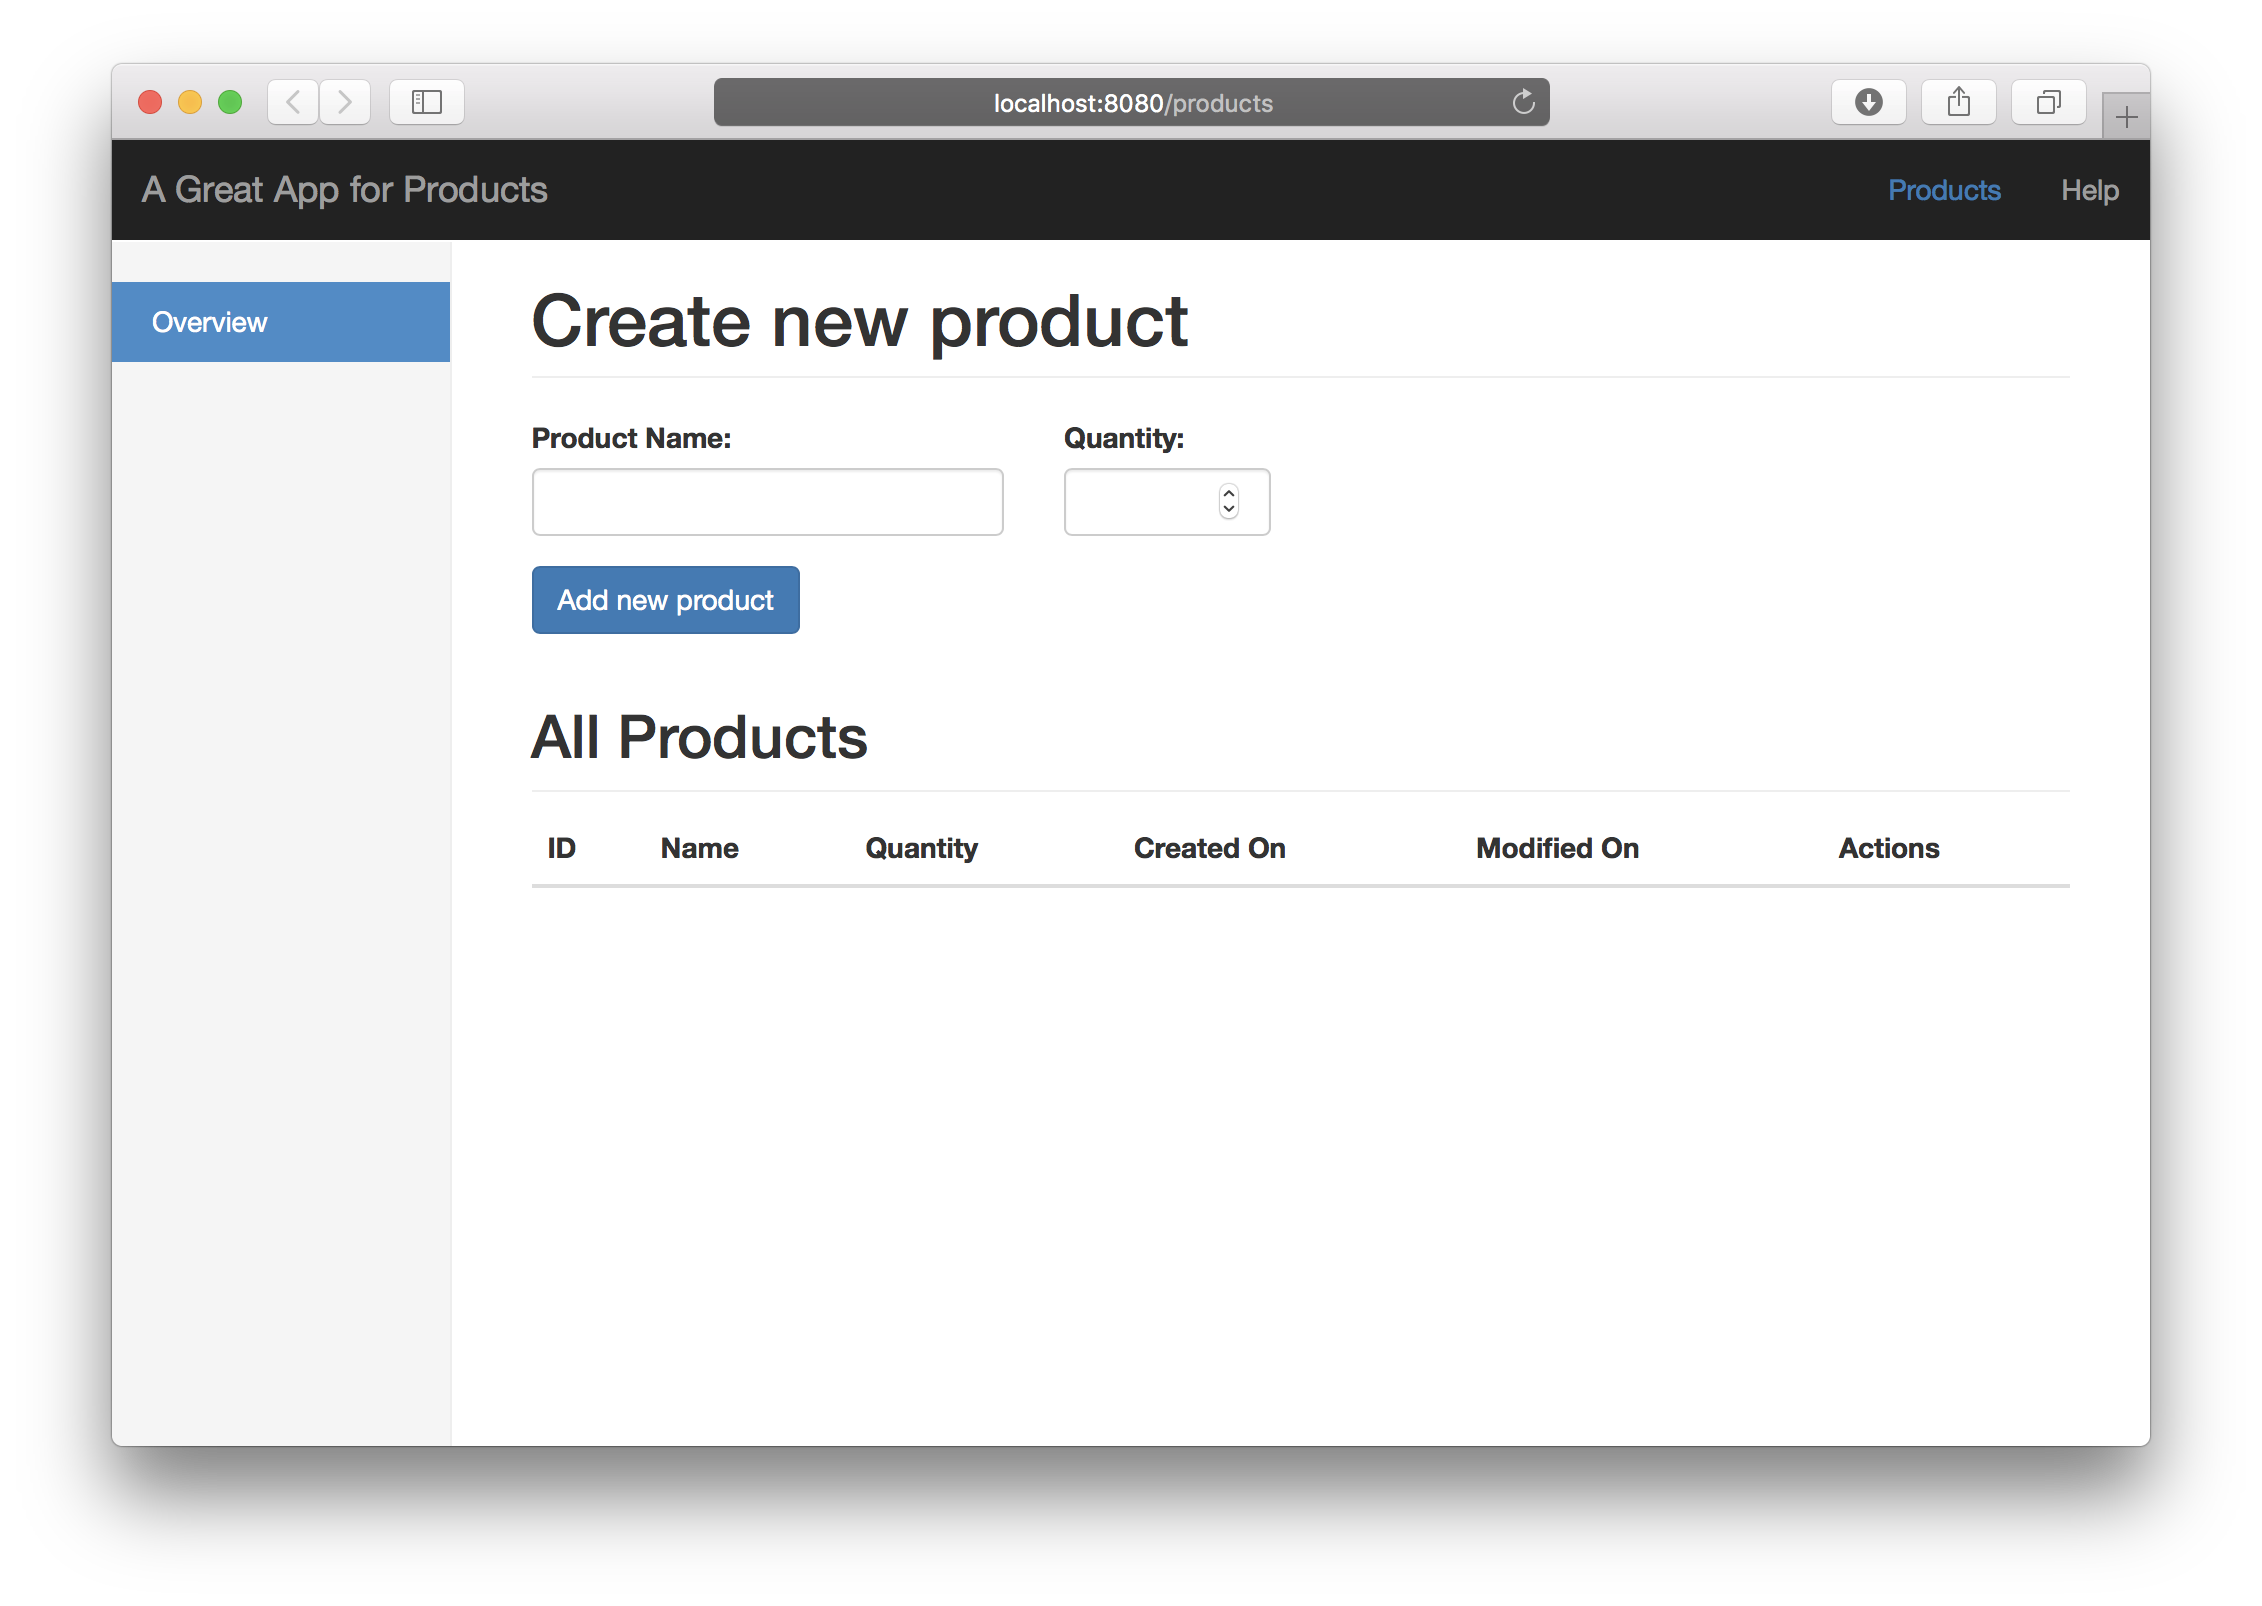 localhost:8080/products
A Great App for Products
Products
Help
Overview
Create new product
Product Name:
Quantity:
Add new product
All Products
ID Name Quantity Created On Modified On Actions